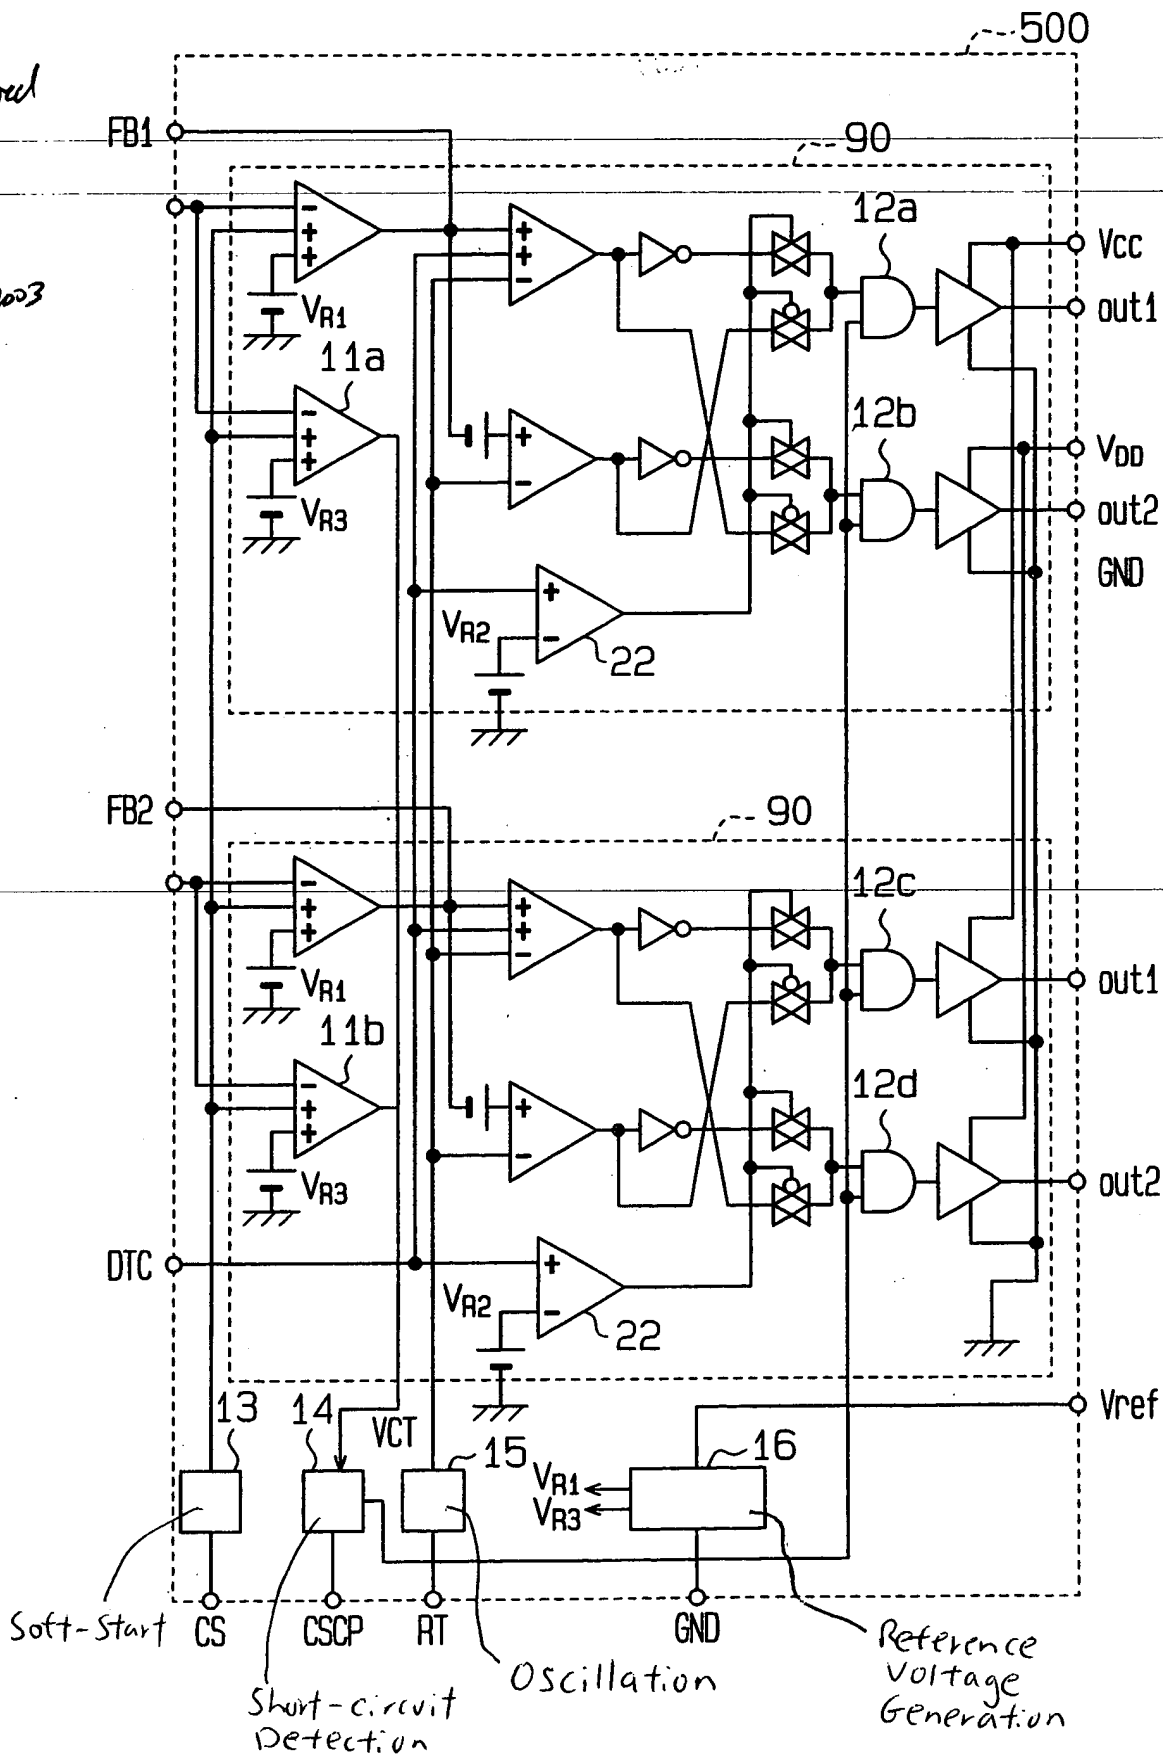 500
FB1
90
2003
12a
VCC
VR1
out1
11a
12b
VDD
VR3
out2
GND
VR2
22
FB2
90
12c
VR1
out1
11b
12d
VR3
out2
DTC
VR2
22
13
14
VCT
15
16
Vref
VR1
VR3
CS
CSCP
RT
GND
Soft-Start
Short-circuit
Detection
Oscillation
Reference
Voltage
Generation